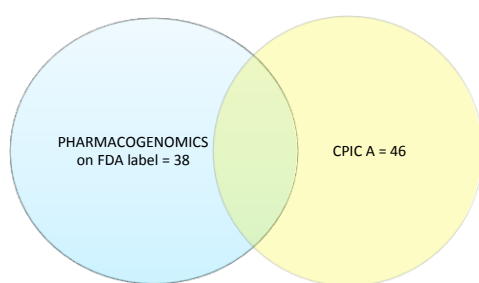 PHARMACOGENOMICS
on FDA label = 38
CPIC A = 46